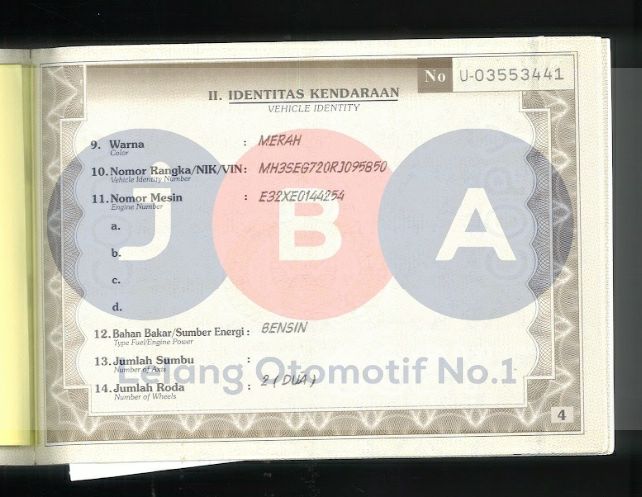 No U-03553441
II. IDENTITAS KENDARAAN
VEHICLE IDENTITY
9. Warna : MERAH
Color
10. Nomor Rangka/NIK/VIN: MH3SEG720RJ095850
Vehicle Identity Number
11. Nomor Mesin : E32XE0144254
Engine Number
a.
b.
c.
d.
JBA
12. Bahan Bakar/Sumber Energi : BENSIN
Type Fuel/Engine Power
13. Jumlah Sumbu :
Number of Axis
Lelang Otomotif No.1
14. Jumlah Roda : 2 (DUA)
Number of Wheels
4